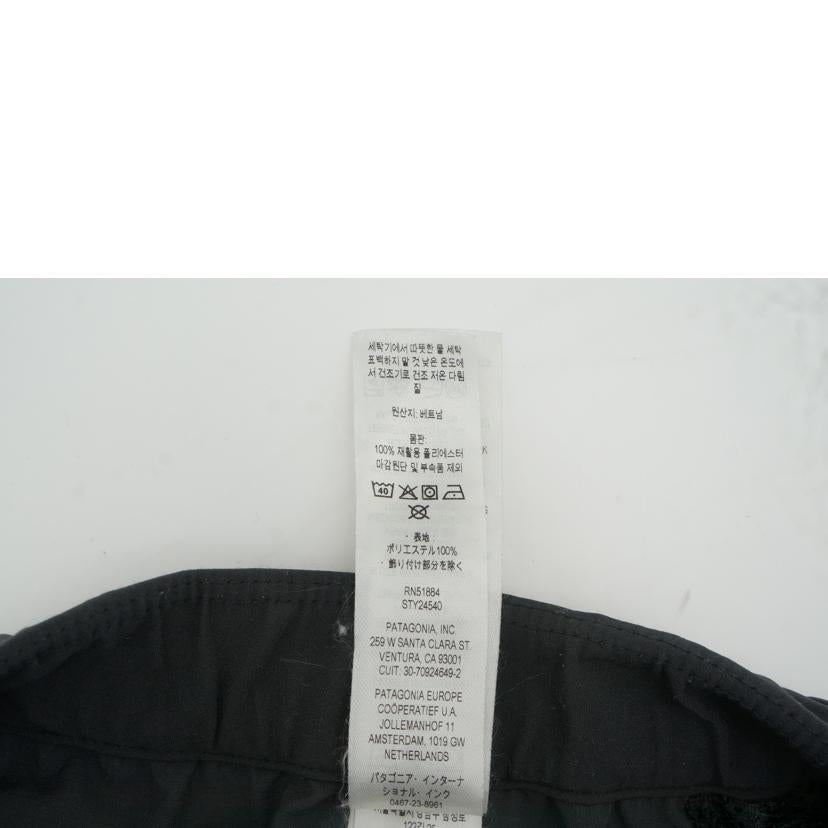 세탁기에서 따뜻한 물 세탁
표백하지 말 것 낮은 온도에
서 건조기로 건조 저온 다림
질
원산지: 베트남
몸판:
100% 재활용 폴리에스터
마감원단 및 부속품 제외
40
・表地 :
ポリエステル100%
・飾り付け部分を除く
RN51884
STY24540
PATAGONIA, INC.
259 W SANTA CLARA ST.
VENTURA, CA 93001
CUIT: 30-70924649-2
PATAGONIA EUROPE
COÖPERATIEF U.A.
JOLLEMANHOF 11
AMSTERDAM, 1019 GW
NETHERLANDS
パタゴニア・インターナ
ショナル・インク
0467-23-8961